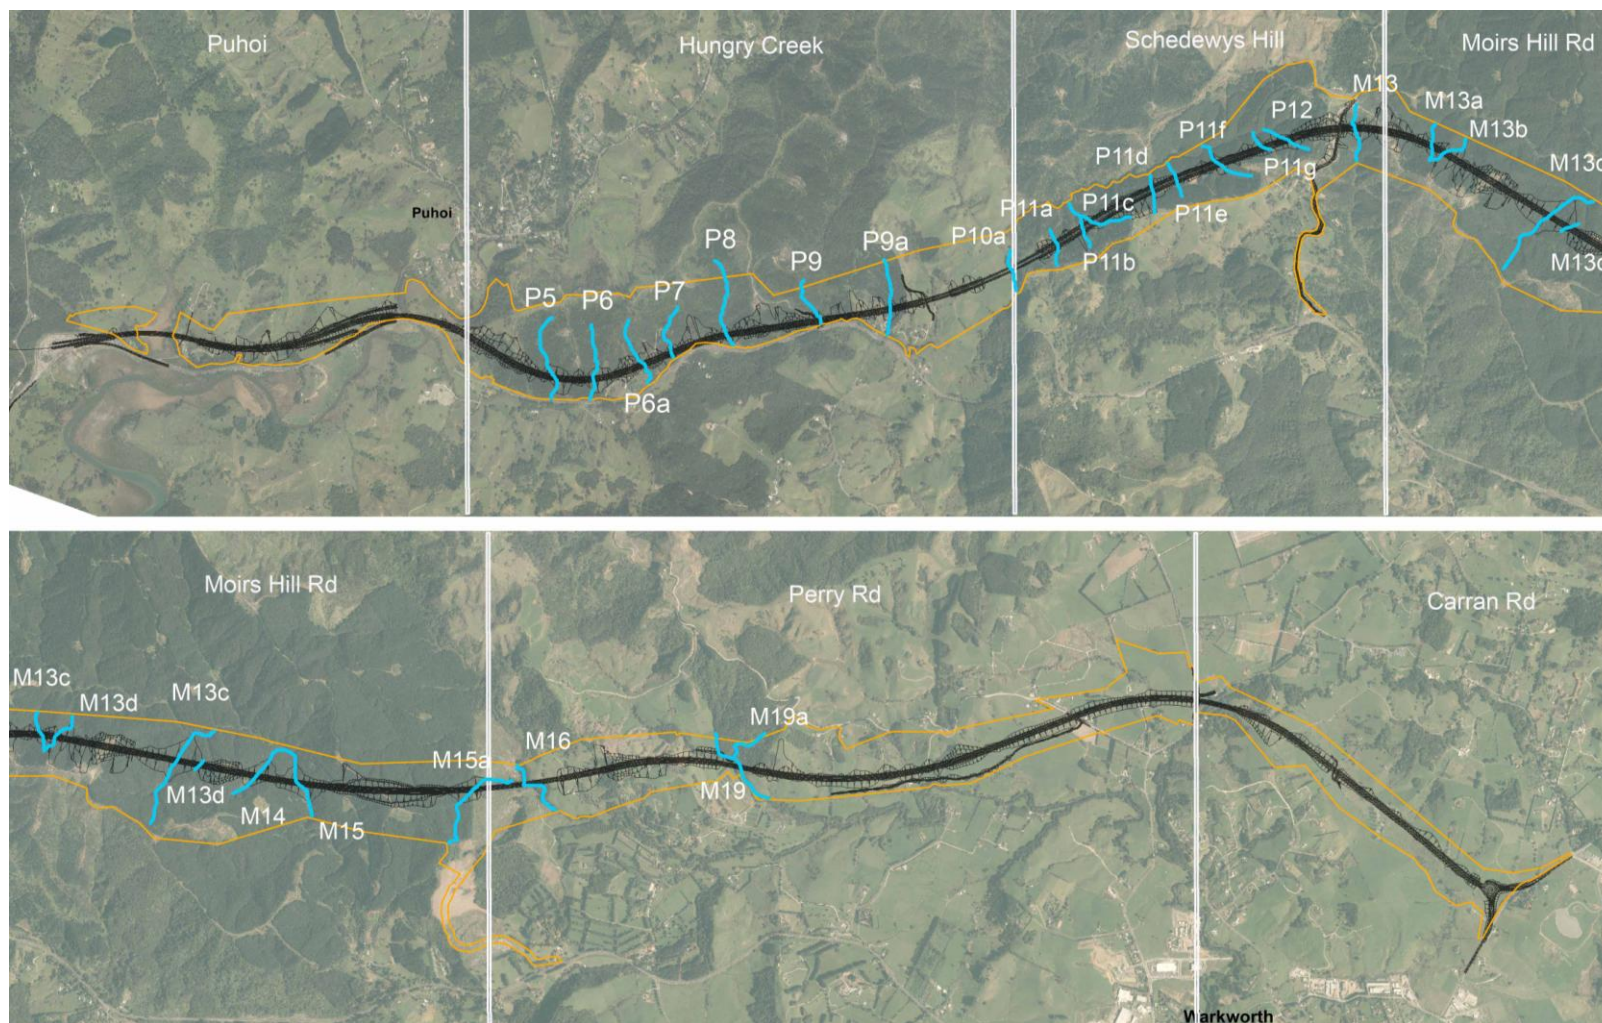 Puhoi
Hungry Creek
Schedewys Hill
Moirs Hill Rd
M13
M13a
M13b
M13c
M13d
P12
P11f
P11g
P11d
P11e
P11a
P11c
P11b
P10a
P9a
P9
P8
P7
P6
P5
P6a
Puhoi
Moirs Hill Rd
Perry Rd
Carran Rd
M13c
M13d
M13c
M13d
M14
M15
M15a
M16
M19a
M19
Warkworth